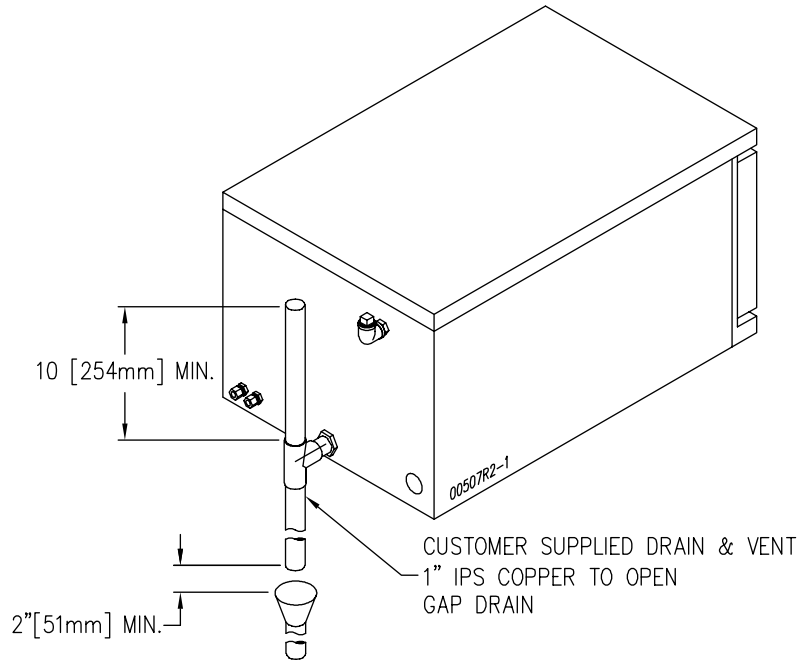 10 [254mm] MIN.
00507R2-1
CUSTOMER SUPPLIED DRAIN & VENT
1" IPS COPPER TO OPEN
GAP DRAIN
2"[51mm] MIN.